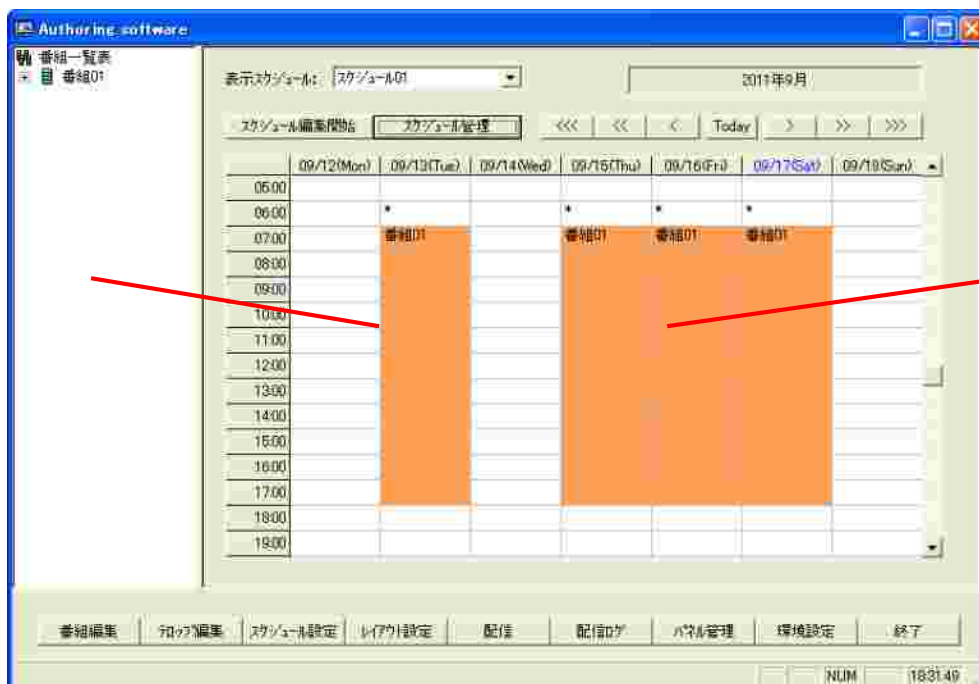 Authoring software
番組一覧表
番組01
表示スケジュール: スケジュール01 2011年9月
スケジュール編集開始 スケジュール管理 <<< << < Today > >> >>>
09/12(Mon) 09/13(Tue) 09/14(Wed) 09/15(Thu) 09/16(Fri) 09/17(Sat) 09/18(Sun)
05:00
06:00 * * * *
07:00 番組01 番組01 番組01 番組01
08:00
09:00
10:00
11:00
12:00
13:00
14:00
15:00
16:00
17:00
18:00
19:00
番組編集 テロップ編集 スケジュール設定 レイアウト設定 配信 配信ログ パネル管理 環境設定 終了
NUM 18:31:49